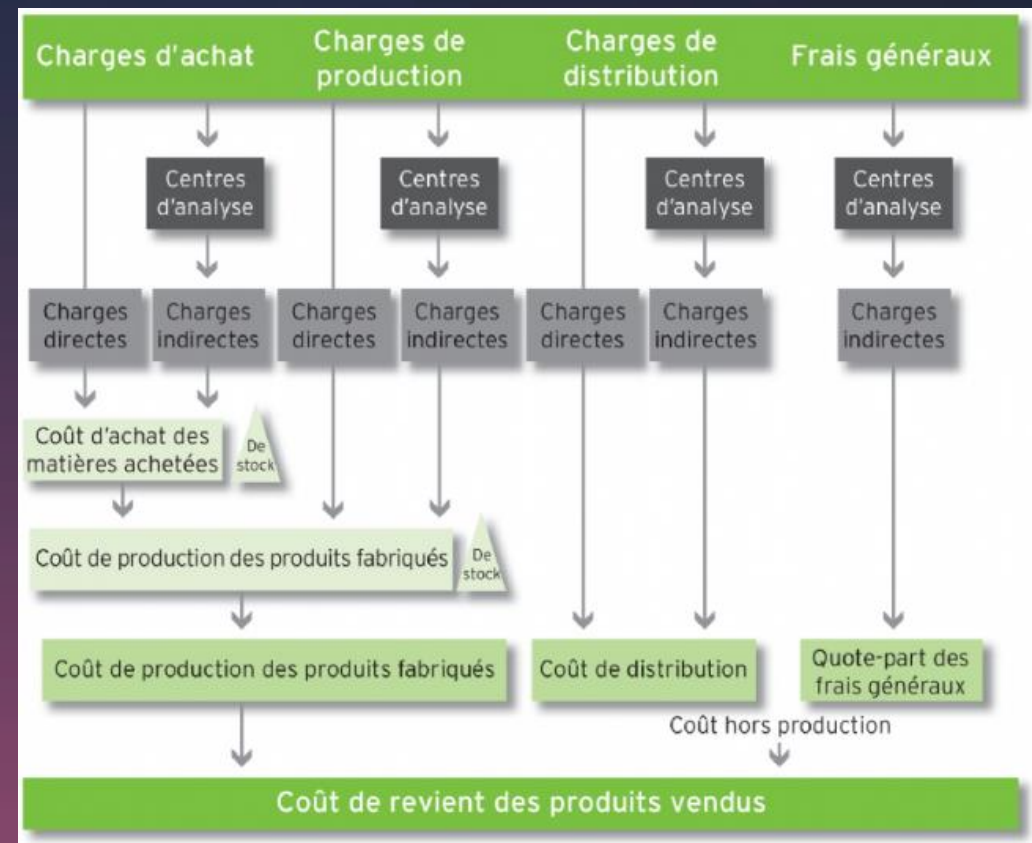 Charges d'achat
Charges de
production
Charges de
distribution
Frais généraux
Centres
d'analyse
Centres
d'analyse
Centres
d'analyse
Centres
d'analyse
Charges
directes
Charges
indirectes
Charges
directes
Charges
indirectes
Charges
directes
Charges
indirectes
Charges
indirectes
Coût d'achat des
matières achetées
De
stock
Coût de production des produits fabriqués
De
stock
Coût de production des produits fabriqués
Coût de distribution
Quote-part des
frais généraux
Coût hors production
Coût de revient des produits vendus